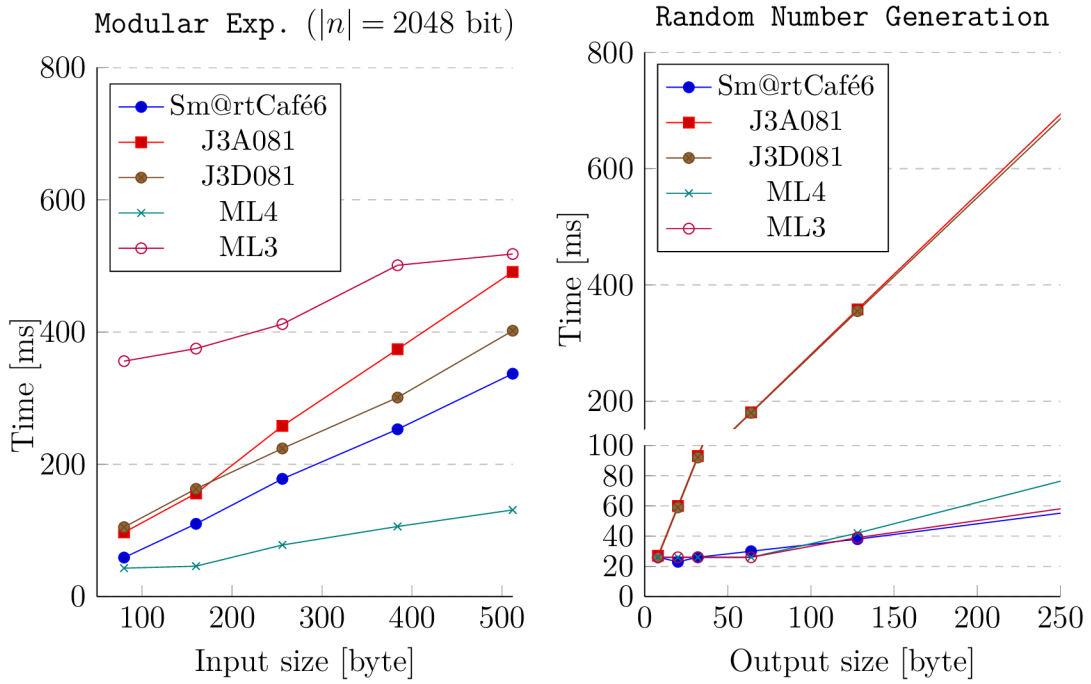 Modular Exp. (|n| = 2048 bit)
800
600
400
200
0
100
200
300
400
500
Time [ms]
Input size [byte]
Sm@rtCafé6
J3A081
J3D081
ML4
ML3
Random Number Generation
800
600
400
200
100
80
60
40
20
0
0
50
100
150
200
250
Time [ms]
Output size [byte]
Sm@rtCafé6
J3A081
J3D081
ML4
ML3